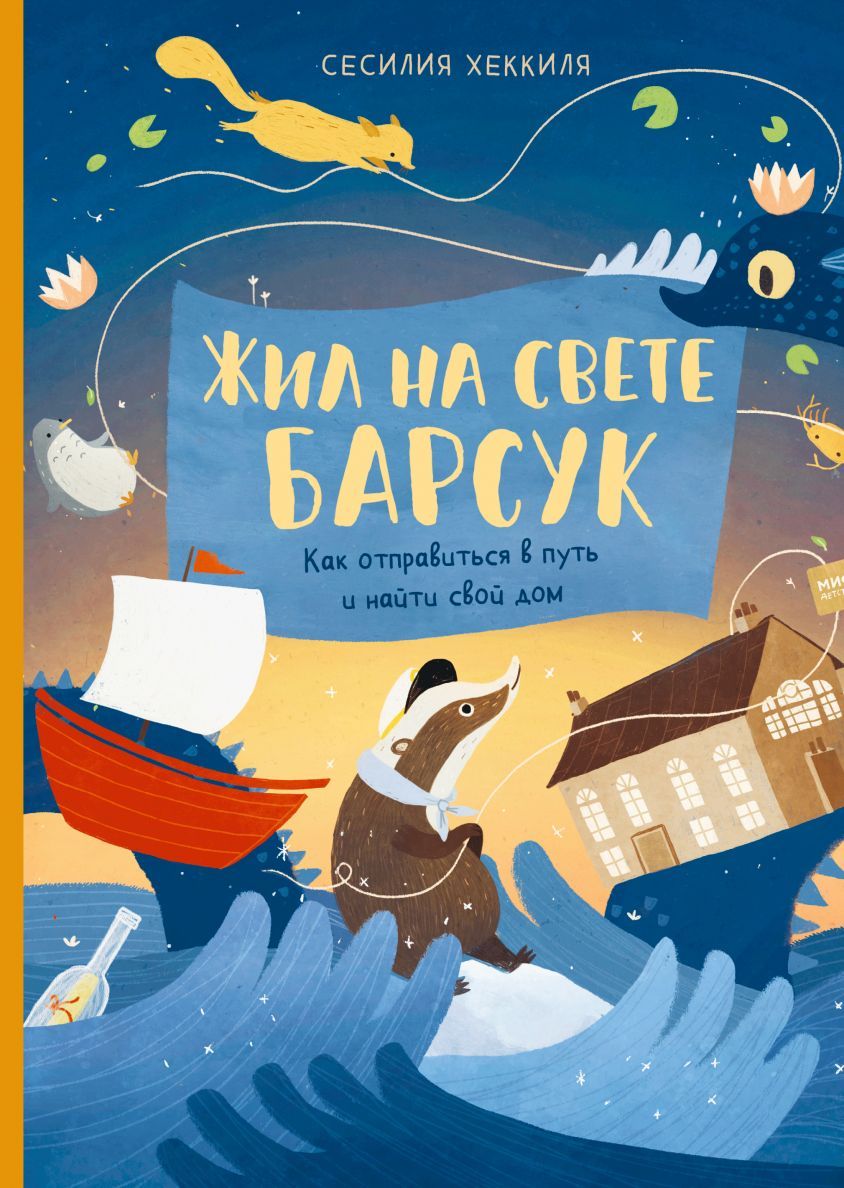 СЕСИЛИЯ ХЕККИЛЯ
ЖИЛ НА СВЕТЕ
БАРСУК
Как отправиться в путь
и найти свой дом